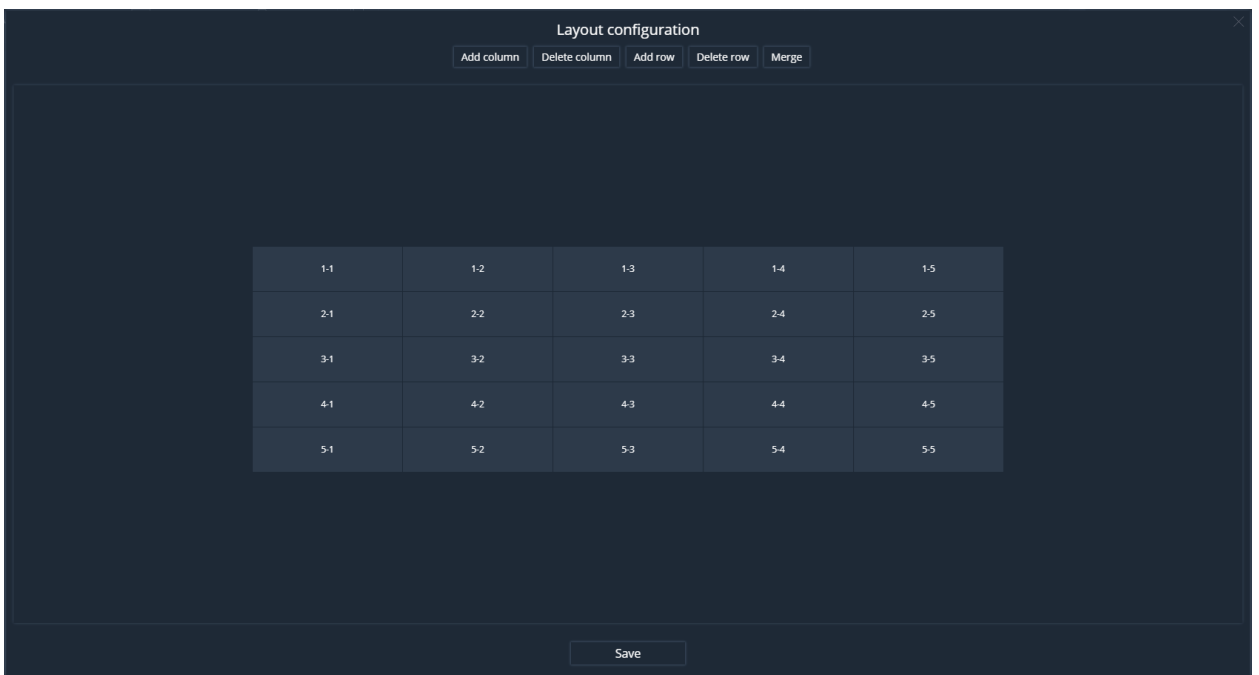 Layout configuration
Add column Delete column Add row Delete row Merge
1-1 1-2 1-3 1-4 1-5
2-1 2-2 2-3 2-4 2-5
3-1 3-2 3-3 3-4 3-5
4-1 4-2 4-3 4-4 4-5
5-1 5-2 5-3 5-4 5-5
Save